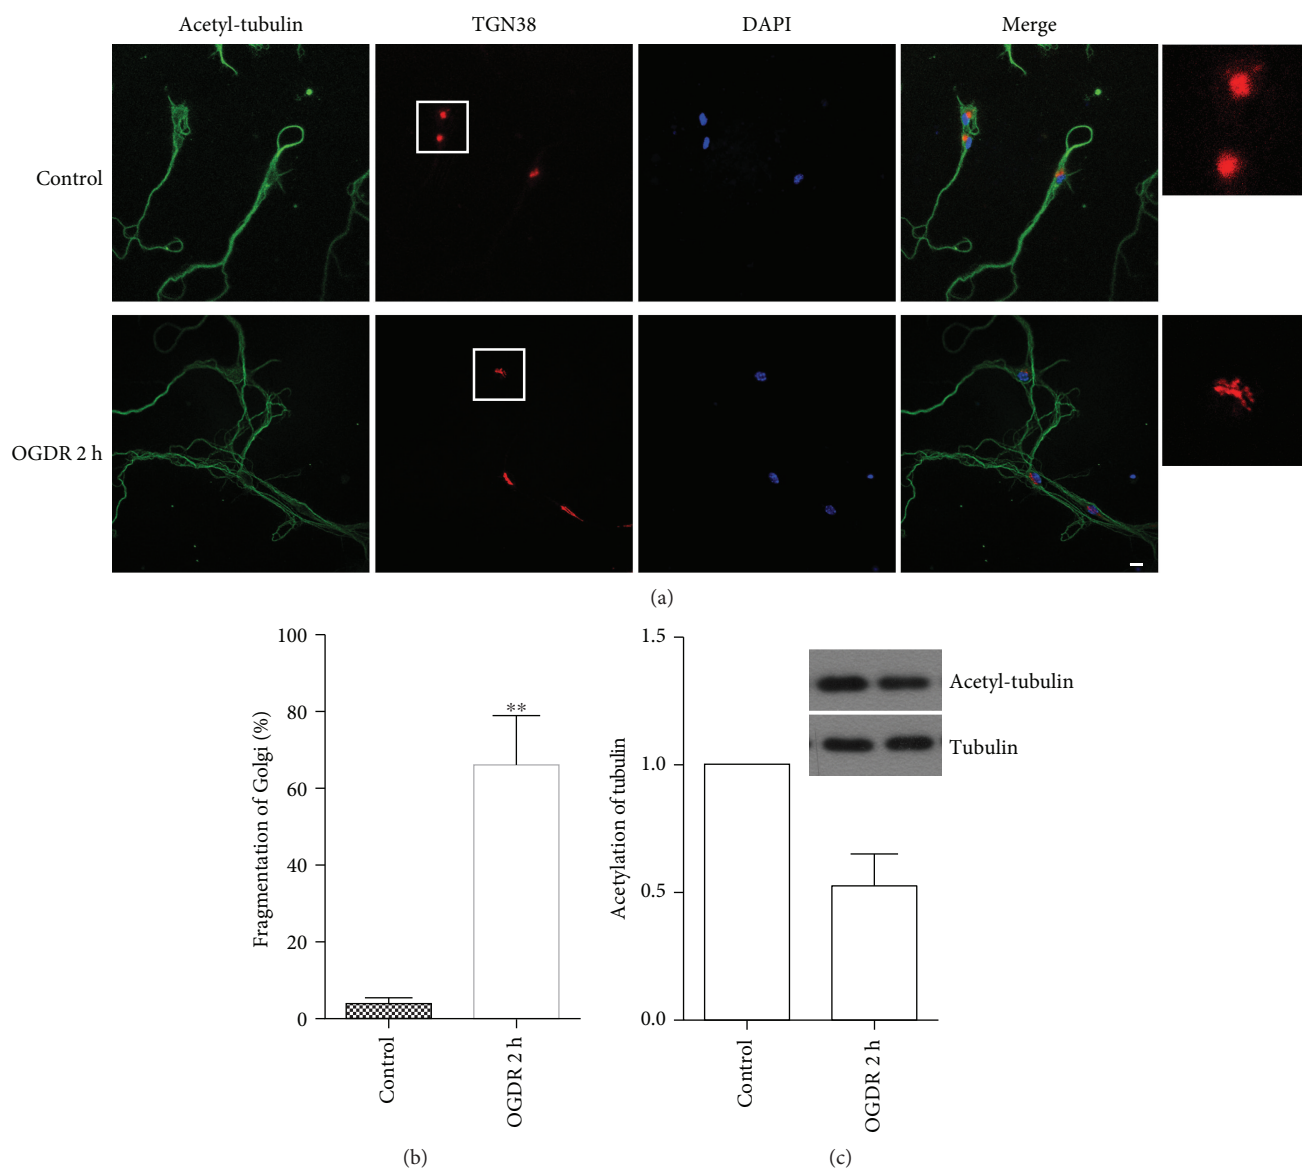 Acetyl-tubulin TGN38 DAPI Merge
Control
OGDR 2 h
(a)
100
80
60
40
20
0
Fragmentation of Golgi (%)
**
Control
OGDR 2 h
(b)
1.5
1.0
0.5
0.0
Acetylation of tubulin
Acetyl-tubulin
Tubulin
Control
OGDR 2 h
(c)